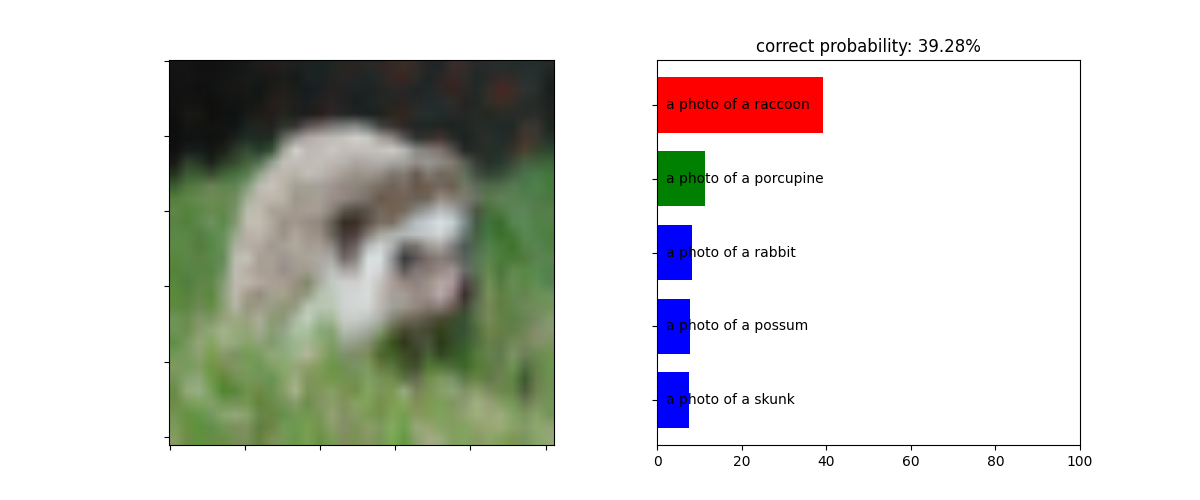 correct probability: 39.28%
a photo of a raccoon
a photo of a porcupine
a photo of a rabbit
a photo of a possum
a photo of a skunk
0 20 40 60 80 100